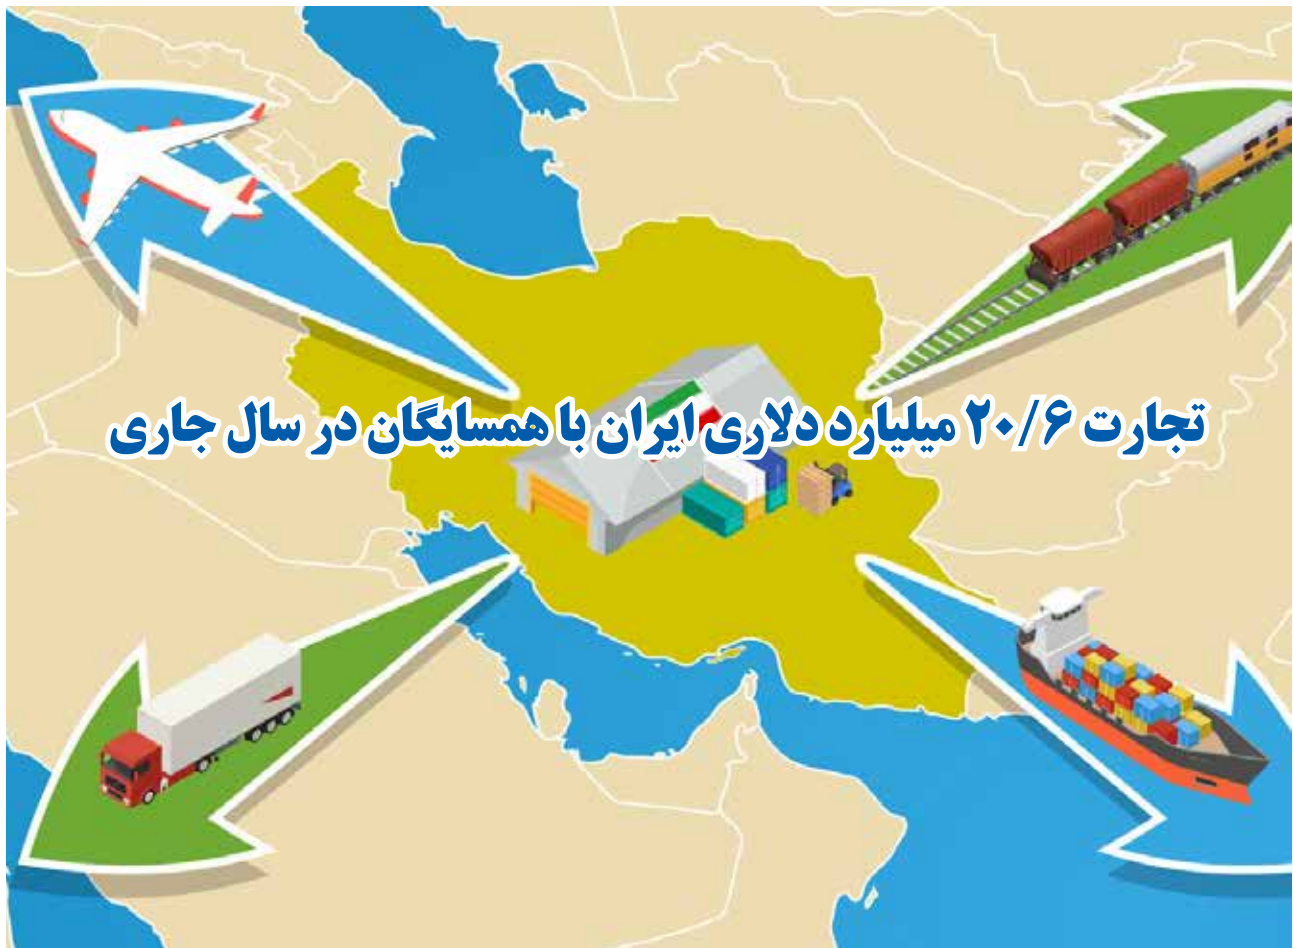 تجارت ۲۰/۶ میلیارد دلاری ایران با همسایگان در سال جاری